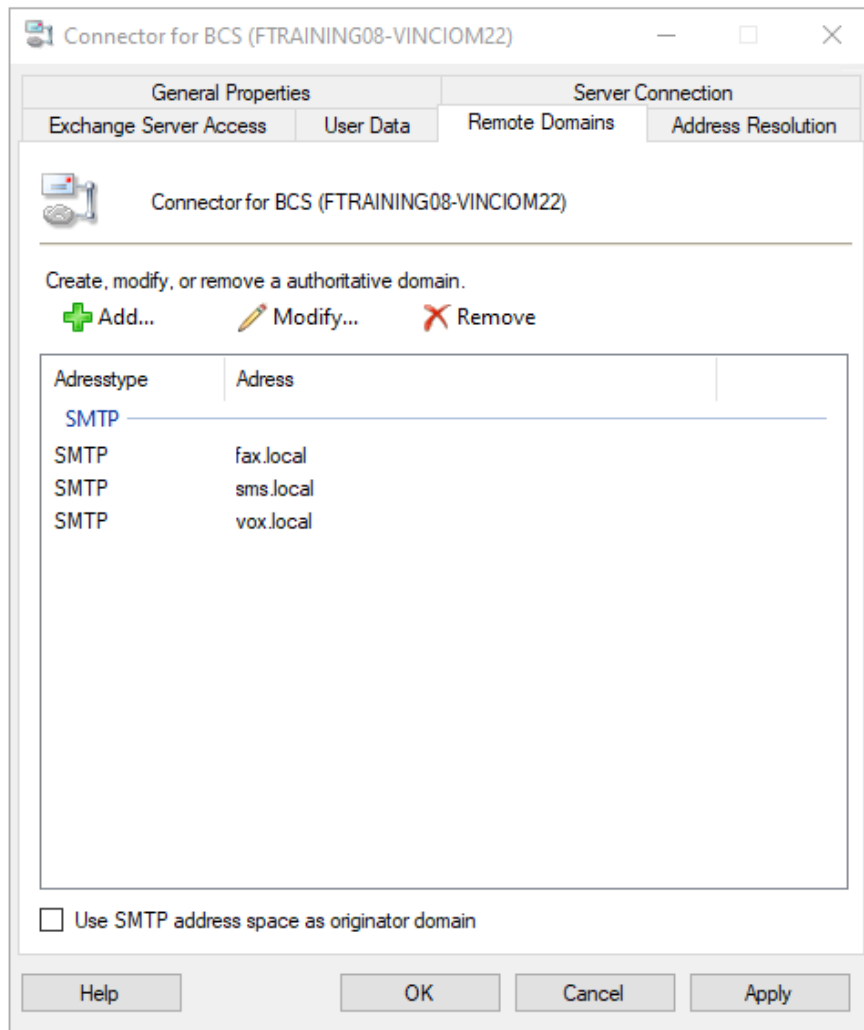 Connector for BCS (FTRAINING08-VINCIOM22)
General Properties Server Connection
Exchange Server Access User Data Remote Domains Address Resolution
Connector for BCS (FTRAINING08-VINCIOM22)
Create, modify, or remove a authoritative domain.
Add... Modify... Remove
Adresstype Adress
SMTP
SMTP fax.local
SMTP sms.local
SMTP vox.local
Use SMTP address space as originator domain
Help OK Cancel Apply